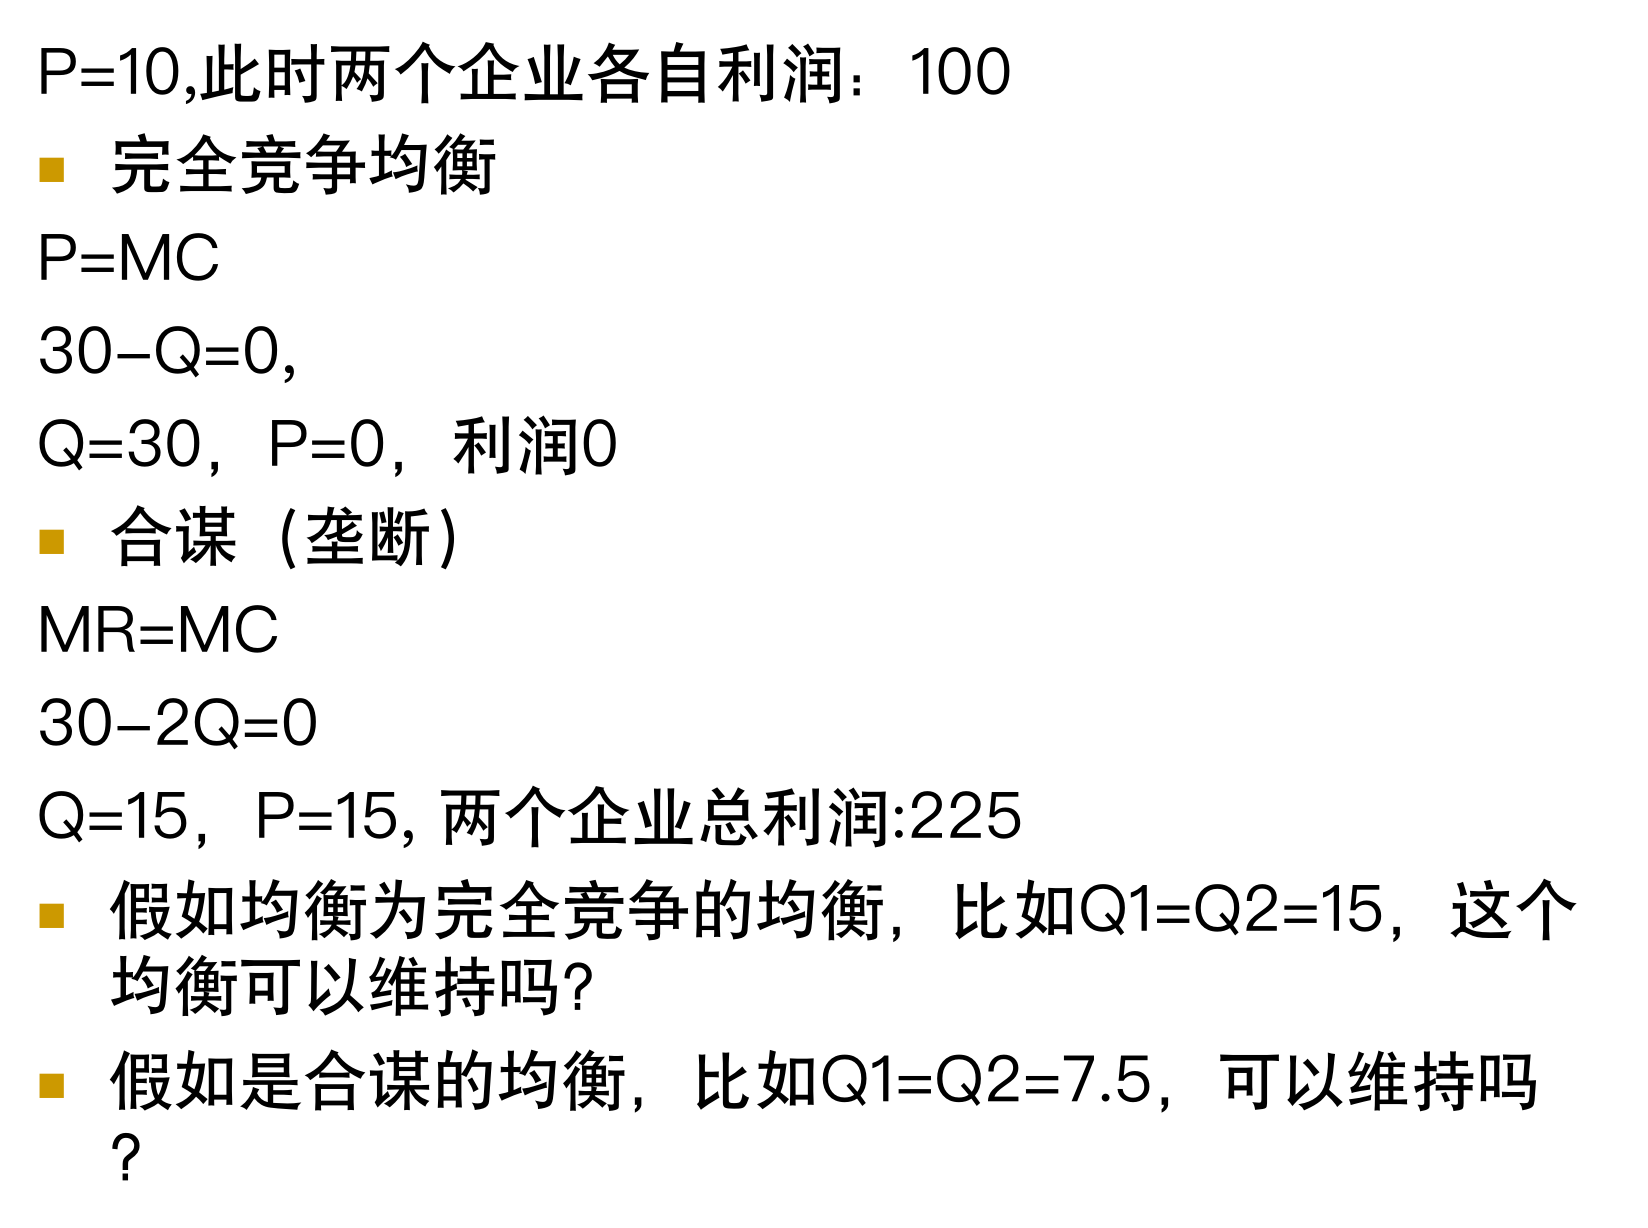 P=10,此时两个企业各自利润：100
■ 完全竞争均衡
P=MC
30-Q=0,
Q=30，P=0，利润0
■ 合谋（垄断）
MR=MC
30-2Q=0
Q=15，P=15, 两个企业总利润:225
■ 假如均衡为完全竞争的均衡，比如Q1=Q2=15，这个
均衡可以维持吗?
■ 假如是合谋的均衡，比如Q1=Q2=7.5，可以维持吗
?